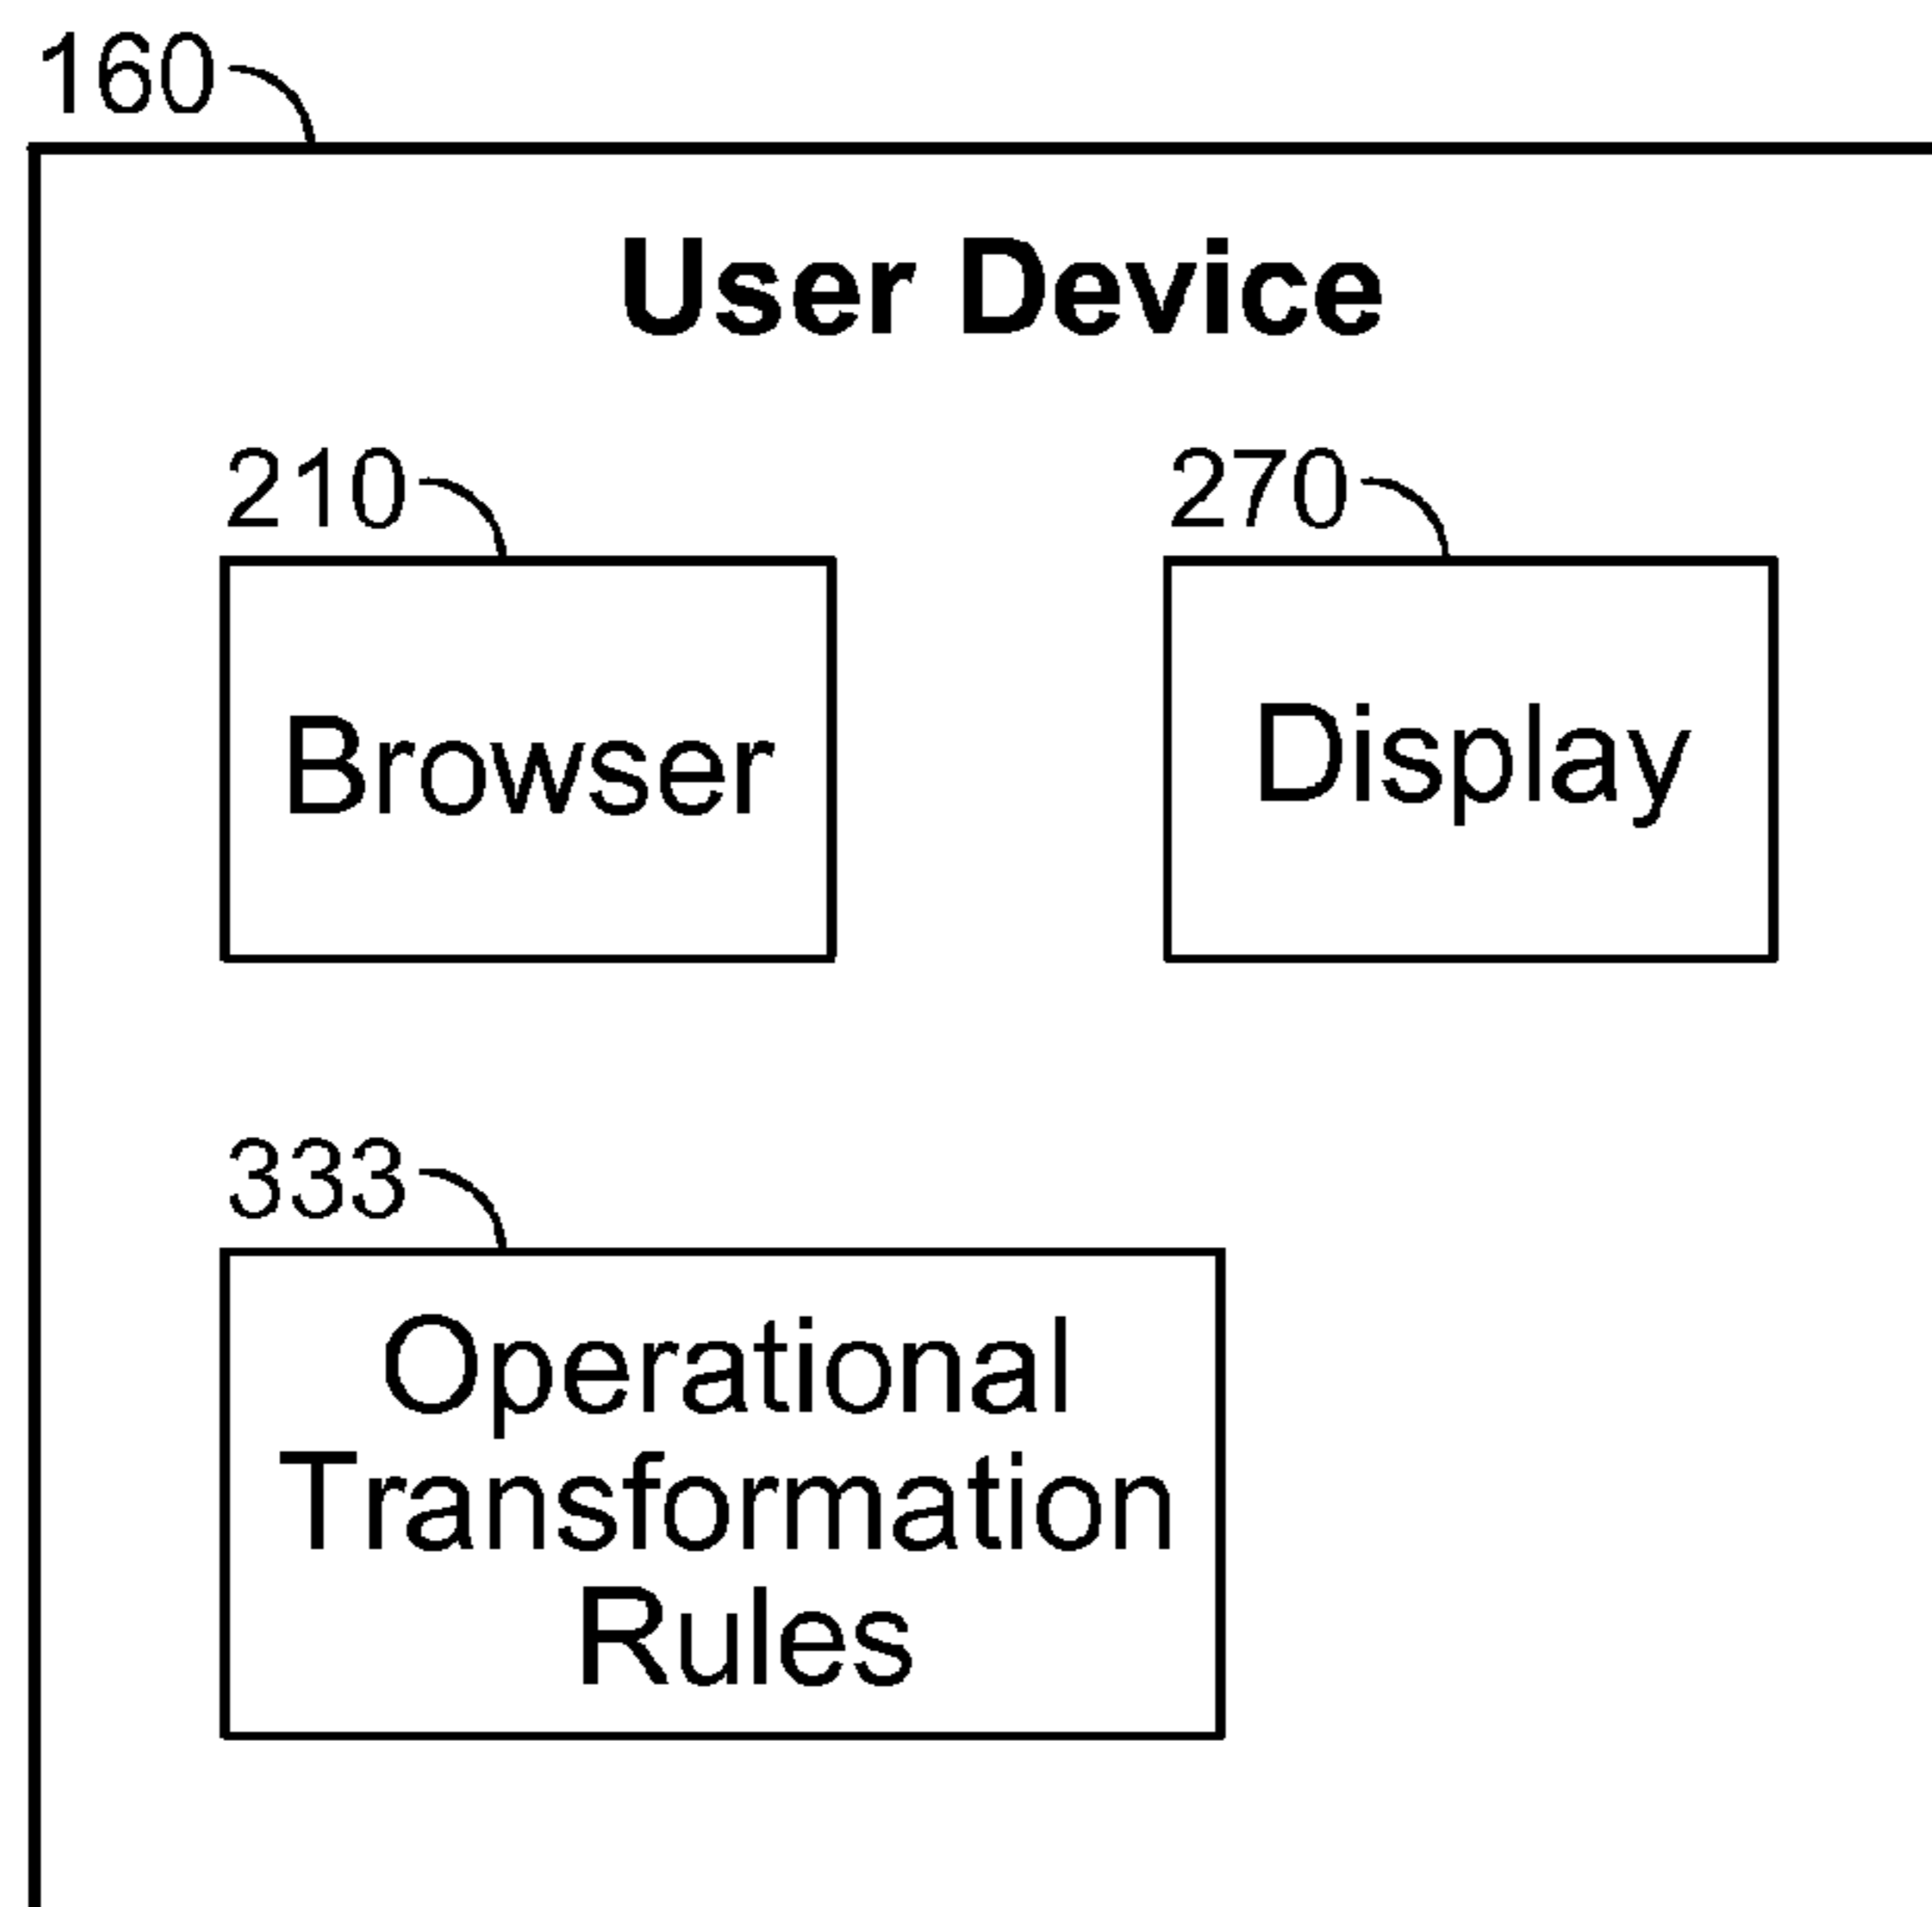 160
User Device
210
270
Browser
Display
333
Operational
Transformation
Rules